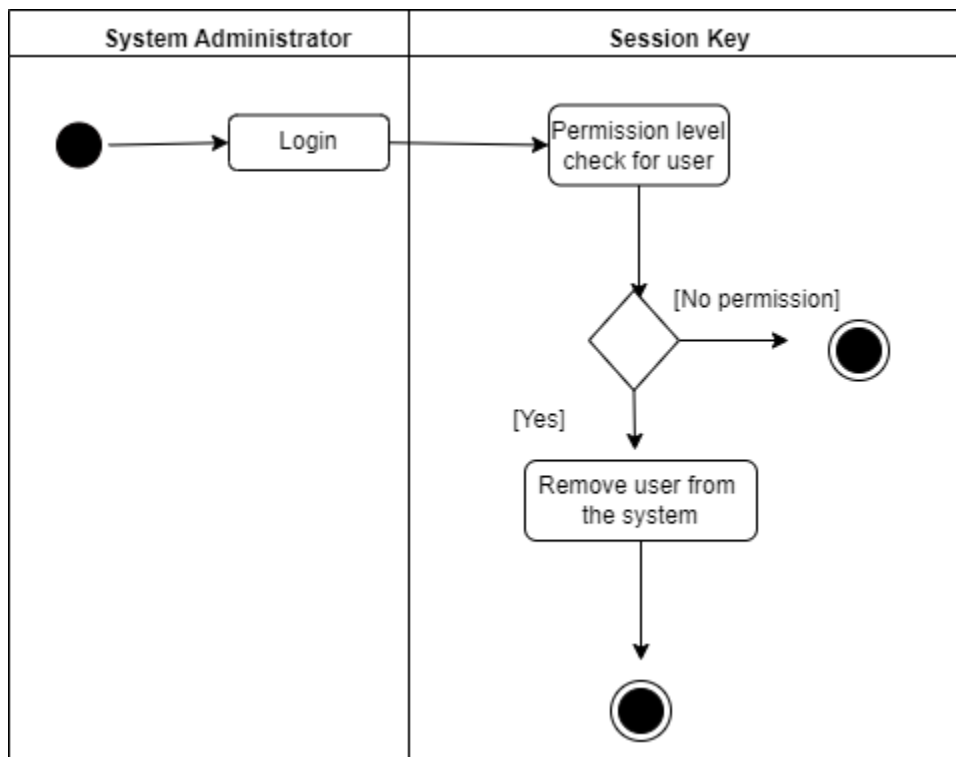 System Administrator
Session Key
Login
Permission level
check for user
[No permission]
[Yes]
Remove user from
the system